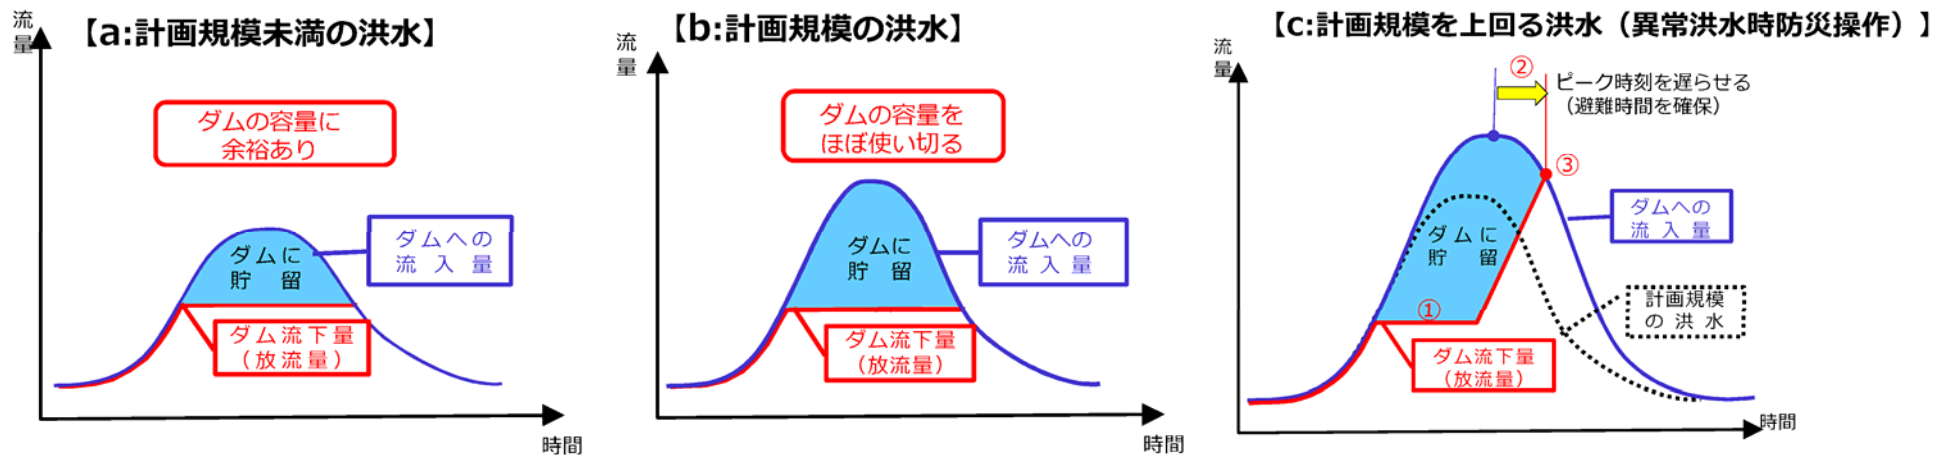 【a:計画規模未満の洪水】
流
量
ダムの容量に
余裕あり
ダムに
貯留
ダムへの
流入量
ダム流下量
（放流量）
時間
【b:計画規模の洪水】
流
量
ダムの容量を
ほぼ使い切る
ダムに
貯留
ダムへの
流入量
ダム流下量
（放流量）
時間
【c:計画規模を上回る洪水（異常洪水時防災操作）】
流
量
②
ピーク時刻を遅らせる
（避難時間を確保）
③
ダムへの
流入量
ダムに
貯留
①
計画規模
の洪水
ダム流下量
（放流量）
時間